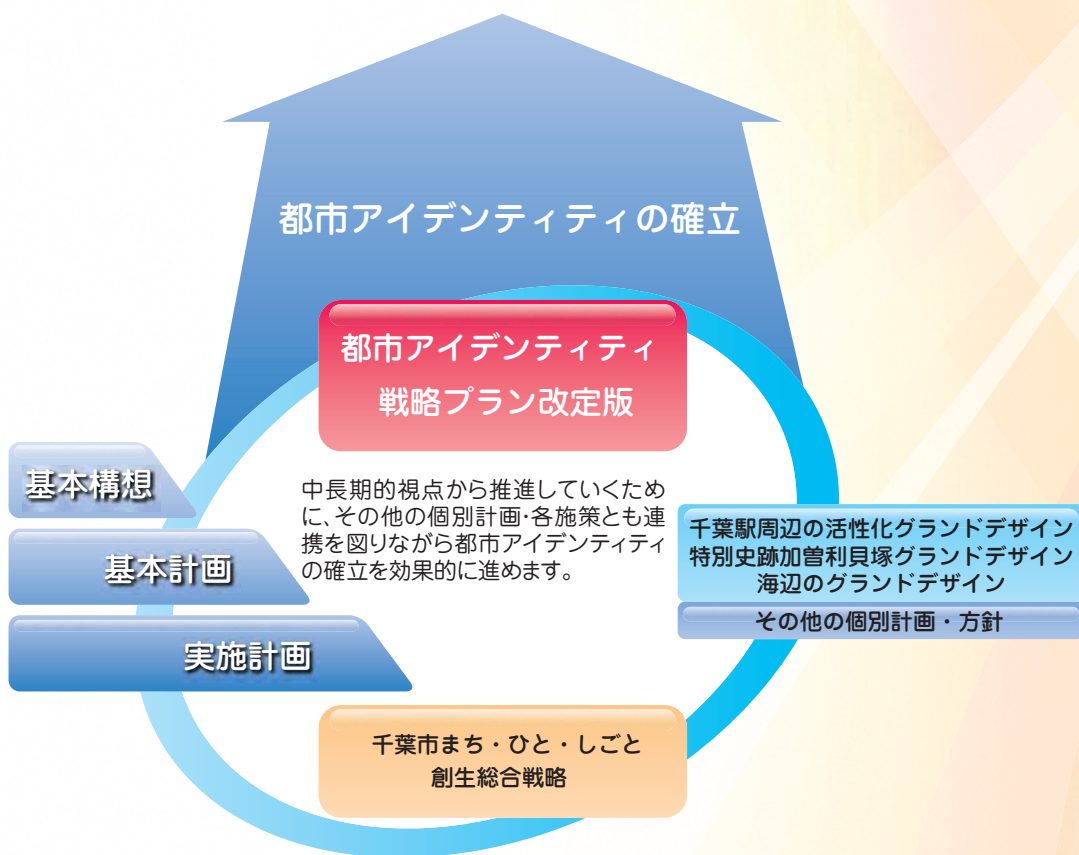 都市アイデンティティの確立
都市アイデンティティ
戦略プラン改定版
基本構想
基本計画
実施計画
中長期的視点から推進していくため
に、その他の個別計画・各施策とも連
携を図りながら都市アイデンティティ
の確立を効果的に進めます。
千葉駅周辺の活性化グランドデザイン
特別史跡加曽利貝塚グランドデザイン
海辺のグランドデザイン
その他の個別計画・方針
千葉市まち・ひと・しごと
創生総合戦略